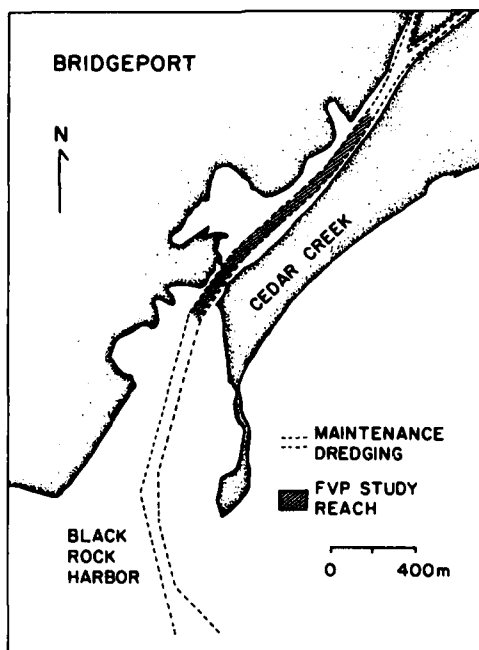 BRIDGEPORT
N
CEDAR CREEK
MAINTENANCE
DREDGING
FVP STUDY
REACH
BLACK
ROCK
HARBOR
0 400m